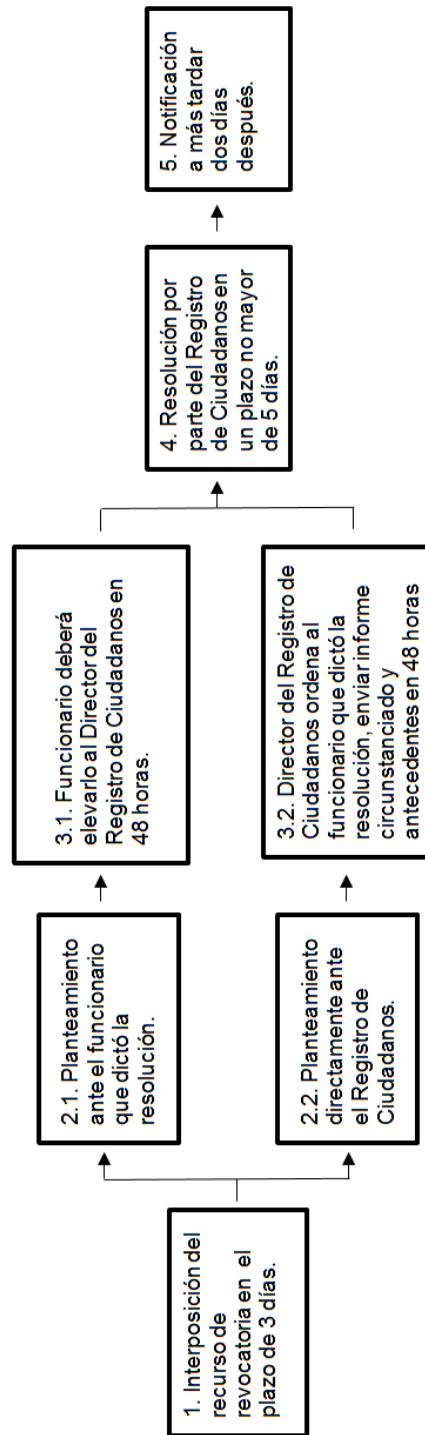 1. Interposición del
recurso de
revocatoria en el
plazo de 3 días.
2.1. Planteamiento
ante el funcionario
que dictó la
resolución.
2.2. Planteamiento
directamente ante
el Registro de
Ciudadanos.
3.1. Funcionario deberá
elevarlo al Director del
Registro de Ciudadanos en
48 horas.
3.2. Director del Registro de
Ciudadanos ordena al
funcionario que dictó la
resolución, enviar informe
circunstanciado y
antecedentes en 48 horas
4. Resolución por
parte del Registro
de Ciudadanos en
un plazo no mayor
de 5 días.
5. Notificación
a más tardar
dos días
después.